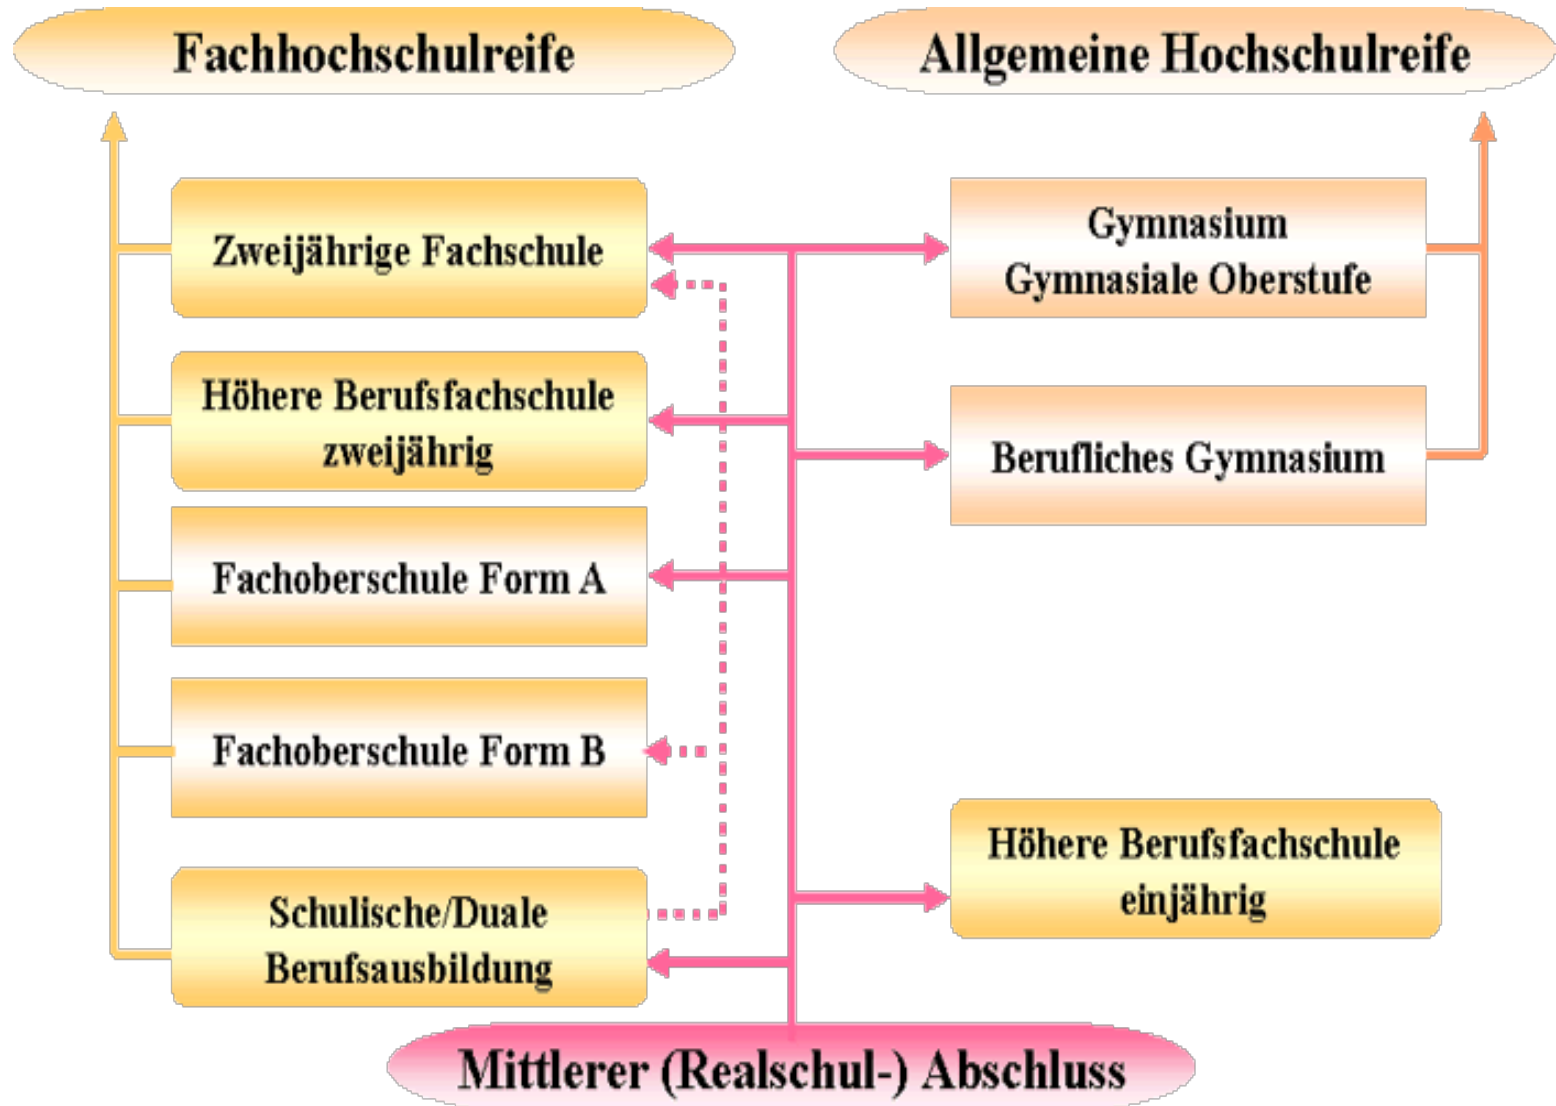 Fachhochschulreife
Allgemeine Hochschulreife
Zweijährige Fachschule
Gymnasium
Gymnasiale Oberstufe
Höhere Berufsfachschule
zweijährig
Berufliches Gymnasium
Fachoberschule Form A
Fachoberschule Form B
Höhere Berufsfachschule
einjährig
Schulische/Duale
Berufsausbildung
Mittlerer (Realschul-) Abschluss